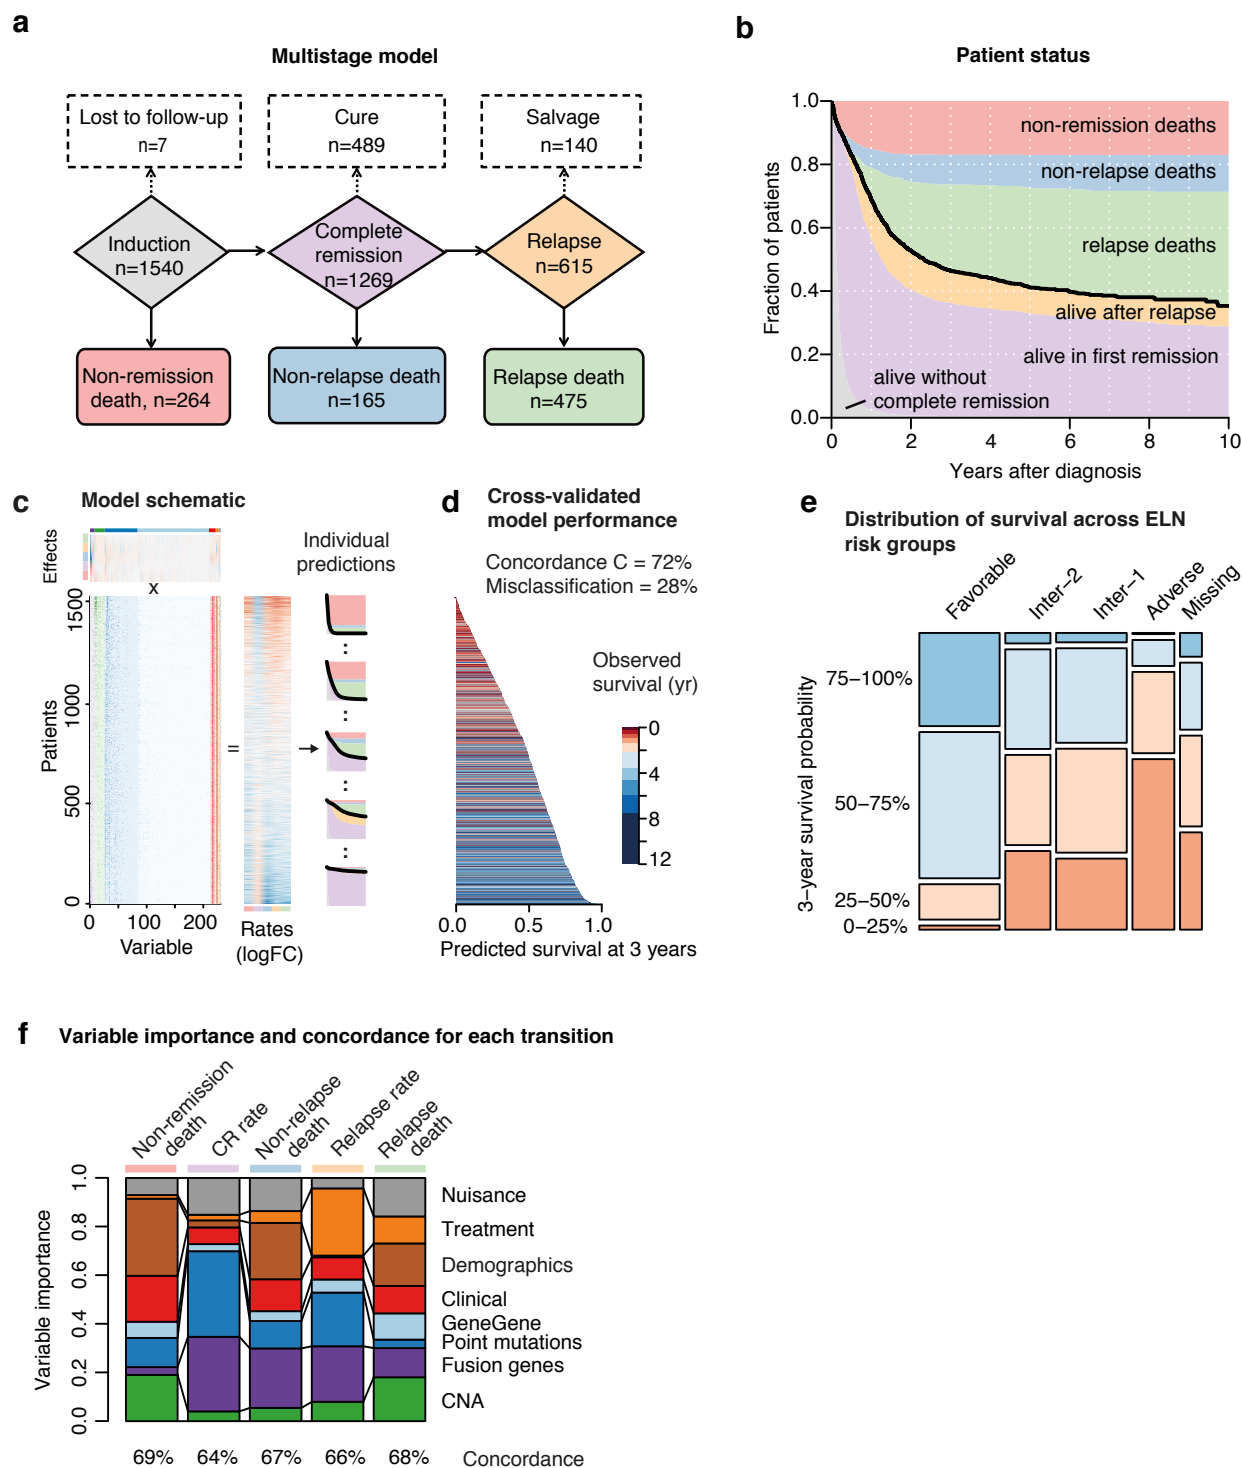 a
Multistage model
Lost to follow-up
n=7
Cure
n=489
Salvage
n=140
Induction
n=1540
Complete
remission
n=1269
Relapse
n=615
Non-remission
death, n=264
Non-relapse death
n=165
Relapse death
n=475
b
Patient status
Fraction of patients
1.0
0.8
0.6
0.4
0.2
0.0
non-remission deaths
non-relapse deaths
relapse deaths
alive after relapse
alive in first remission
alive without
complete remission
0 2 4 6 8 10
Years after diagnosis
c
Model schematic
Effects
x
Patients
1500
1000
500
0
0 100 200
Variable
=
Rates
(logFC)
Individual
predictions
:
:
:
:
d
Cross-validated
model performance
Concordance C = 72%
Misclassification = 28%
Observed
survival (yr)
0
4
8
12
0.0 0.5 1.0
Predicted survival at 3 years
e
Distribution of survival across ELN
risk groups
Favorable
Inter−2
Inter−1
Adverse
Missing
3−year survival probability
75−100%
50−75%
25−50%
0−25%
f
Variable importance and concordance for each transition
Non-remission
death
CR rate
Non-relapse
death
Relapse rate
Relapse
death
Variable importance
1.0
0.8
0.6
0.4
0.2
0.0
Nuisance
Treatment
Demographics
Clinical
GeneGene
Point mutations
Fusion genes
CNA
69% 64% 67% 66% 68% Concordance